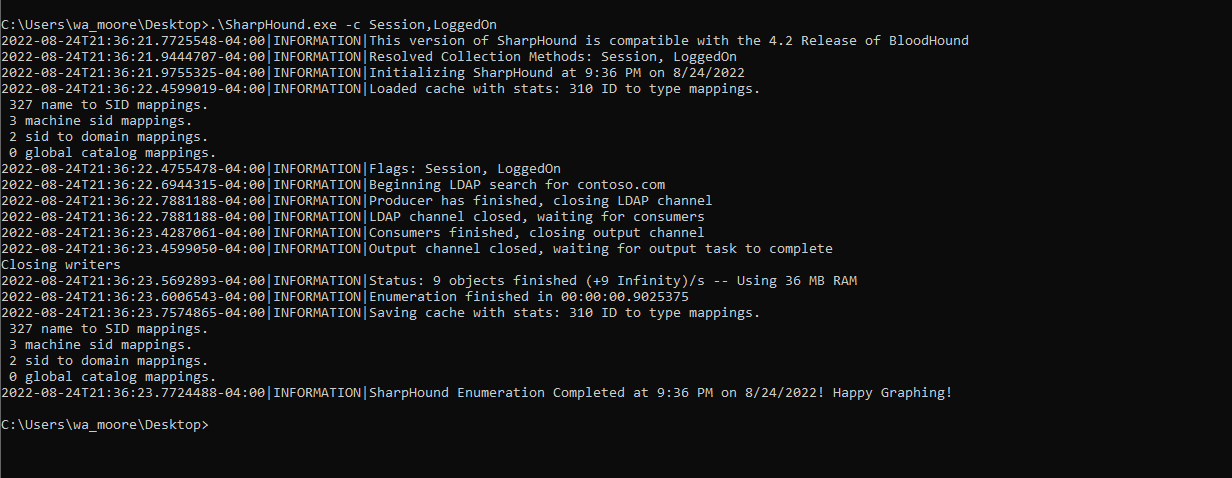 C:\Users\wa_moore\Desktop>.\SharpHound.exe -c Session,LoggedOn
2022-08-24T21:36:21.7725548-04:00|INFORMATION|This version of SharpHound is compatible with the 4.2 Release of BloodHound
2022-08-24T21:36:21.9444707-04:00|INFORMATION|Resolved Collection Methods: Session, LoggedOn
2022-08-24T21:36:21.9755325-04:00|INFORMATION|Initializing SharpHound at 9:36 PM on 8/24/2022
2022-08-24T21:36:22.4599019-04:00|INFORMATION|Loaded cache with stats: 310 ID to type mappings.
 327 name to SID mappings.
 3 machine sid mappings.
 2 sid to domain mappings.
 0 global catalog mappings.
2022-08-24T21:36:22.4755478-04:00|INFORMATION|Flags: Session, LoggedOn
2022-08-24T21:36:22.6944315-04:00|INFORMATION|Beginning LDAP search for contoso.com
2022-08-24T21:36:22.7881188-04:00|INFORMATION|Producer has finished, closing LDAP channel
2022-08-24T21:36:22.7881188-04:00|INFORMATION|LDAP channel closed, waiting for consumers
2022-08-24T21:36:23.4287061-04:00|INFORMATION|Consumers finished, closing output channel
2022-08-24T21:36:23.4599050-04:00|INFORMATION|Output channel closed, waiting for output task to complete
Closing writers
2022-08-24T21:36:23.5692893-04:00|INFORMATION|Status: 9 objects finished (+9 Infinity)/s -- Using 36 MB RAM
2022-08-24T21:36:23.6006543-04:00|INFORMATION|Enumeration finished in 00:00:00.9025375
2022-08-24T21:36:23.7574865-04:00|INFORMATION|Saving cache with stats: 310 ID to type mappings.
 327 name to SID mappings.
 3 machine sid mappings.
 2 sid to domain mappings.
 0 global catalog mappings.
2022-08-24T21:36:23.7724488-04:00|INFORMATION|SharpHound Enumeration Completed at 9:36 PM on 8/24/2022! Happy Graphing!
C:\Users\wa_moore\Desktop>